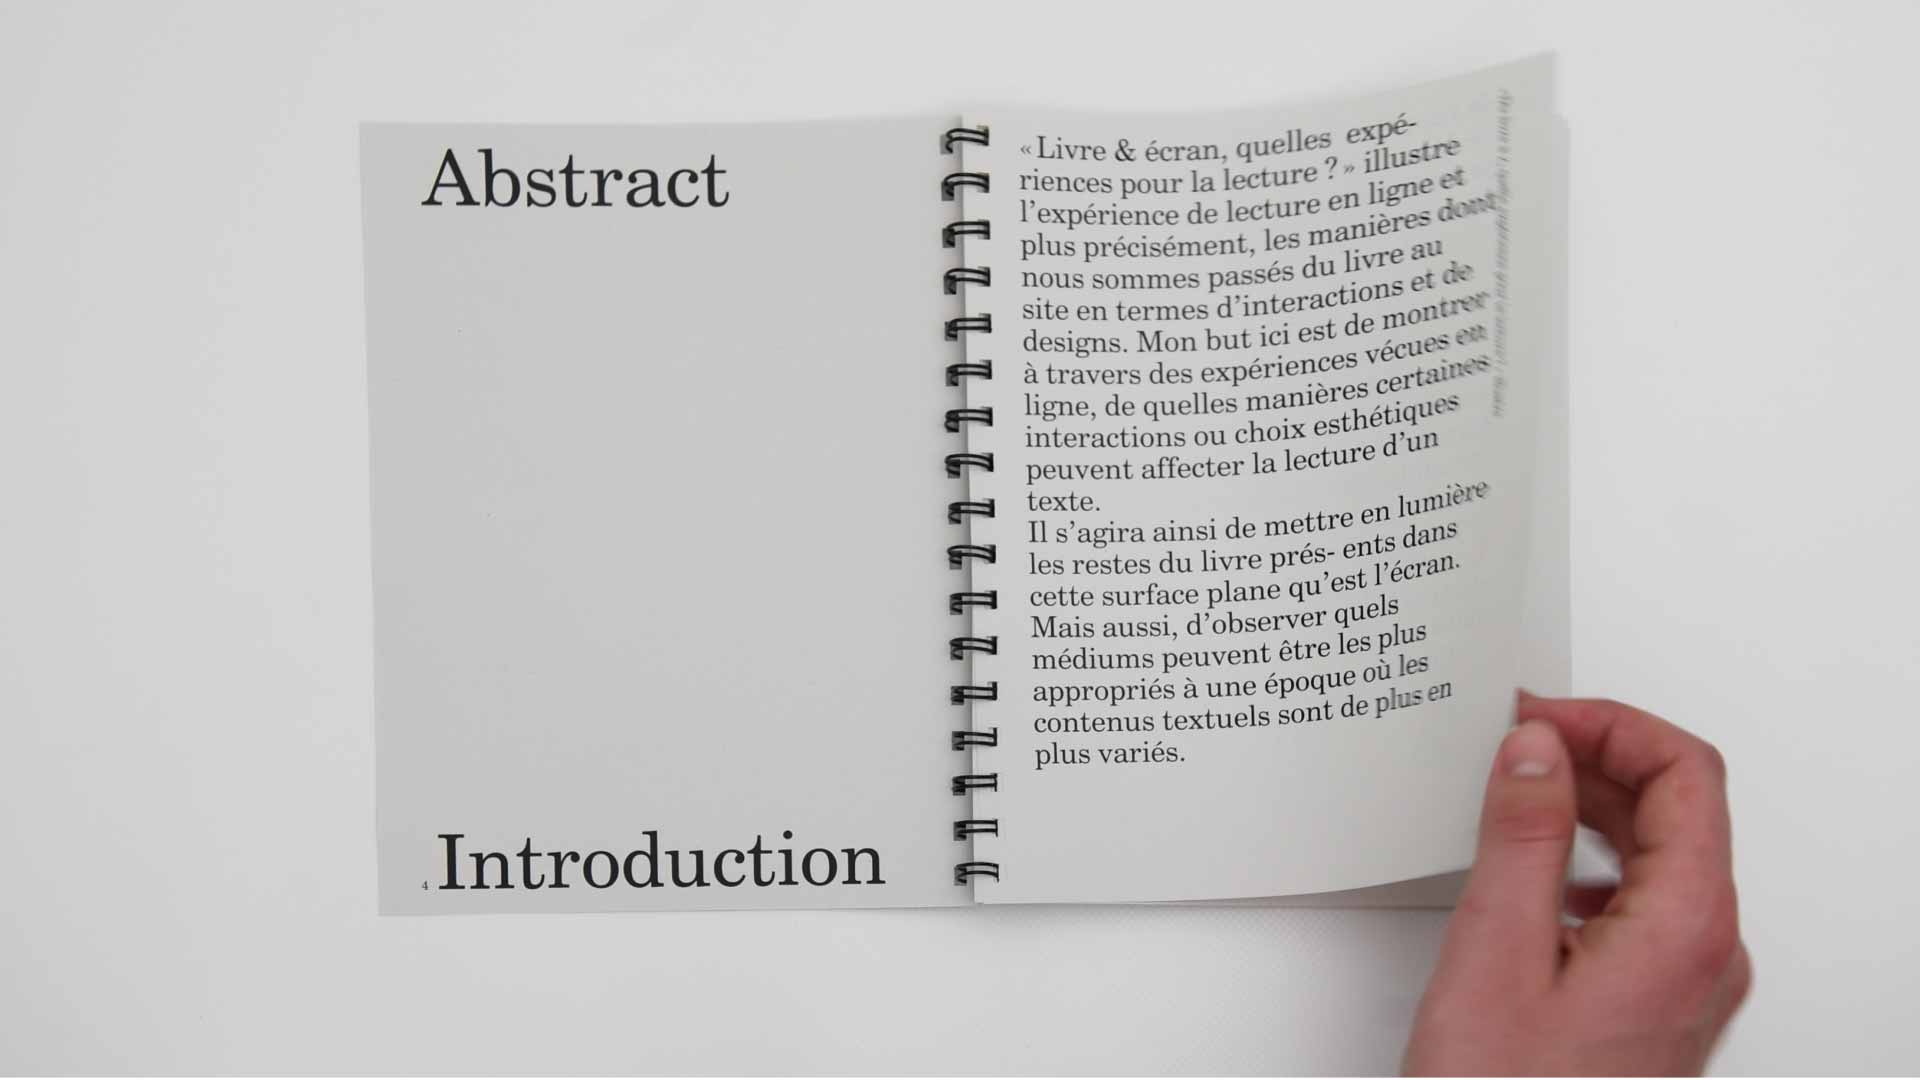 Abstract
4 Introduction
« Livre & écran, quelles expé-
riences pour la lecture ? » illustre
l’expérience de lecture en ligne et
plus précisément, les manières dont
nous sommes passés du livre au
site en termes d’interactions et de
designs. Mon but ici est de montrer
à travers des expériences vécues en
ligne, de quelles manières certaines
interactions ou choix esthétiques
peuvent affecter la lecture d’un
texte.
Il s’agira ainsi de mettre en lumière
les restes du livre prés- ents dans
cette surface plane qu’est l’écran.
Mais aussi, d’observer quels
médiums peuvent être les plus
appropriés à une époque où les
contenus textuels sont de plus en
plus variés.